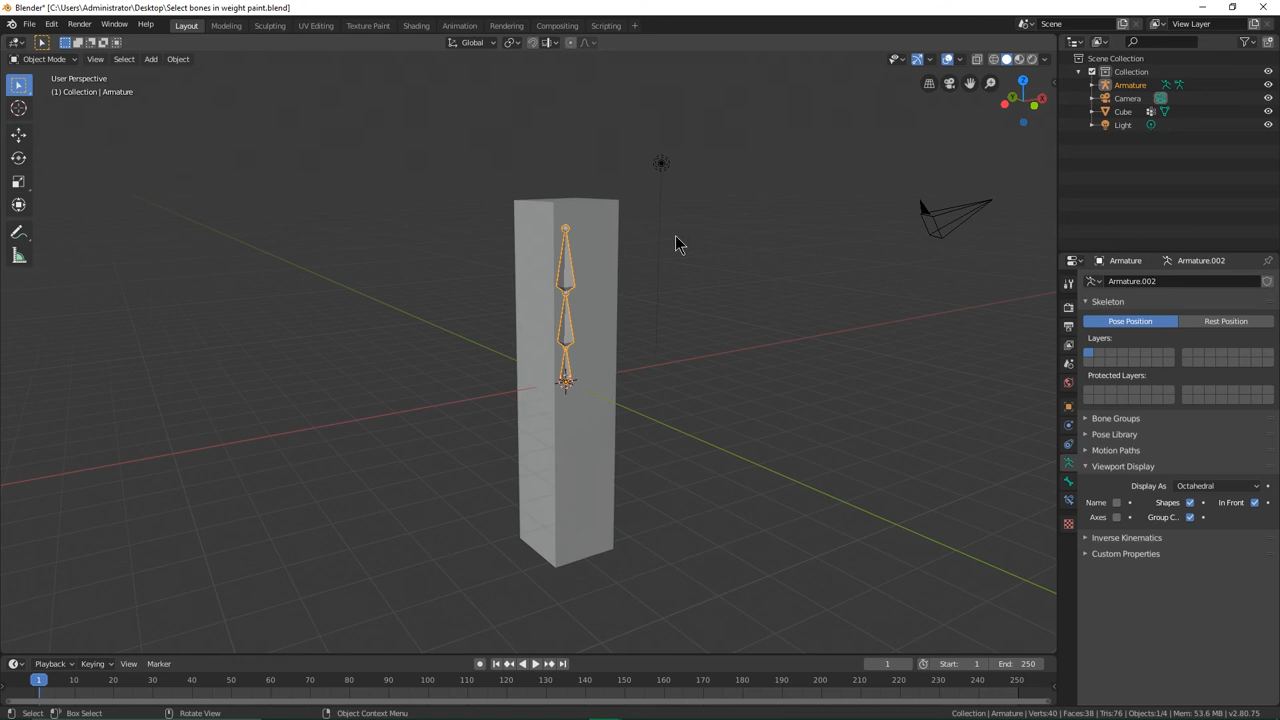 Blender* [C:\Users\Administrator\Desktop\Select bones in weight paint.blend]
File Edit Render Window Help Layout Modeling Sculpting UV Editing Texture Paint Shading Animation Rendering Compositing Scripting + Scene View Layer
Global
Object Mode View Select Add Object
User Perspective
(1) Collection | Armature
Z
Y
X
Scene Collection
Collection
Armature
Camera
Cube
Light
Armature Armature.002
Armature.002
Skeleton
Pose Position Rest Position
Layers:
Protected Layers:
Bone Groups
Pose Library
Motion Paths
Viewport Display
Display As Octahedral
Name Shapes In Front
Axes Group C..
Inverse Kinematics
Custom Properties
Playback Keying View Marker 1 Start: 1 End: 250
1 10 20 30 40 50 60 70 80 90 100 110 120 130 140 150 160 170 180 190 200 210 220 230 240 250
Select Box Select Rotate View Object Context Menu Collection | Armature | Verts:40 | Faces:38 | Tris:76 | Objects:1/4 | Mem: 53.6 MB | v2.80.75